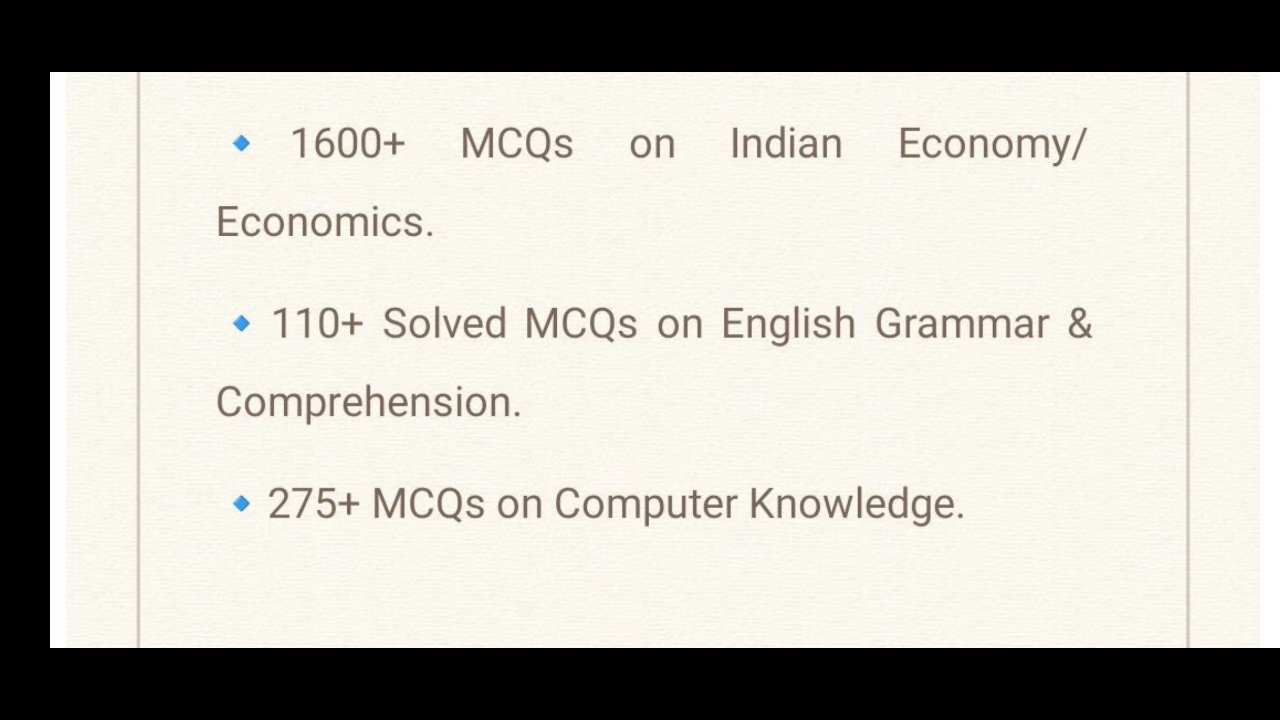 🔹 1600+ MCQs on Indian Economy/
Economics.
🔹 110+ Solved MCQs on English Grammar &
Comprehension.
🔹 275+ MCQs on Computer Knowledge.